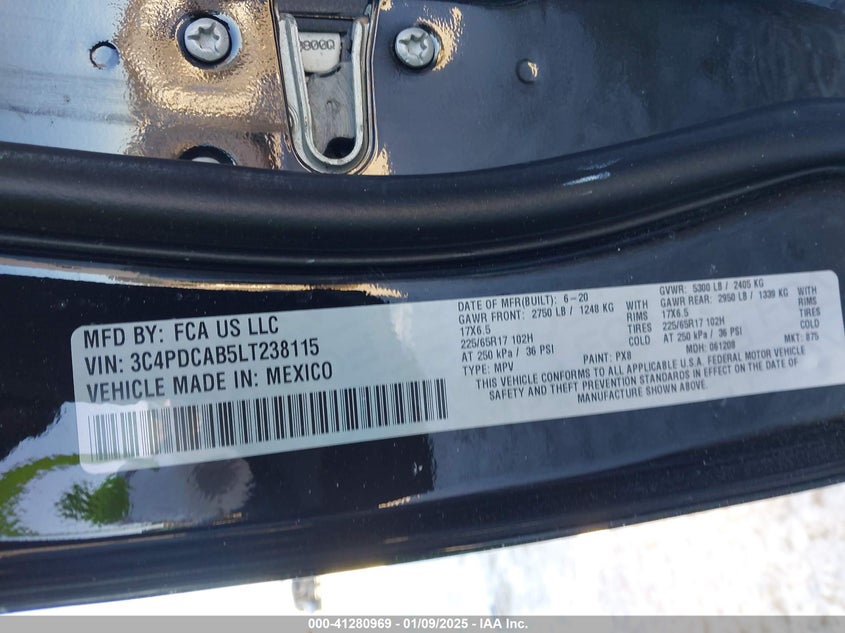 800Q
MFD BY: FCA US LLC
VIN: 3C4PDCAB5LT238115
VEHICLE MADE IN: MEXICO
DATE OF MFR(BUILT): 6-20
GAWR FRONT: 2750 LB / 1248 KG WITH
17X6.5 RIMS
225/65R17 102H TIRES
AT 250 kPa / 36 PSI COLD
TYPE: MPV PAINT: PX8
GVWR: 5300 LB / 2405 KG
GAWR REAR: 2950 LB / 1339 KG WITH
17X6.5 RIMS
225/65R17 102H TIRES
AT 250 kPa / 36 PSI COLD
MDH: 061208 MKT: 875
THIS VEHICLE CONFORMS TO ALL APPLICABLE U.S.A. FEDERAL MOTOR VEHICLE
SAFETY AND THEFT PREVENTION STANDARDS IN EFFECT ON THE DATE OF
MANUFACTURE SHOWN ABOVE.
000-41280969 - 01/09/2025 - IAA Inc.